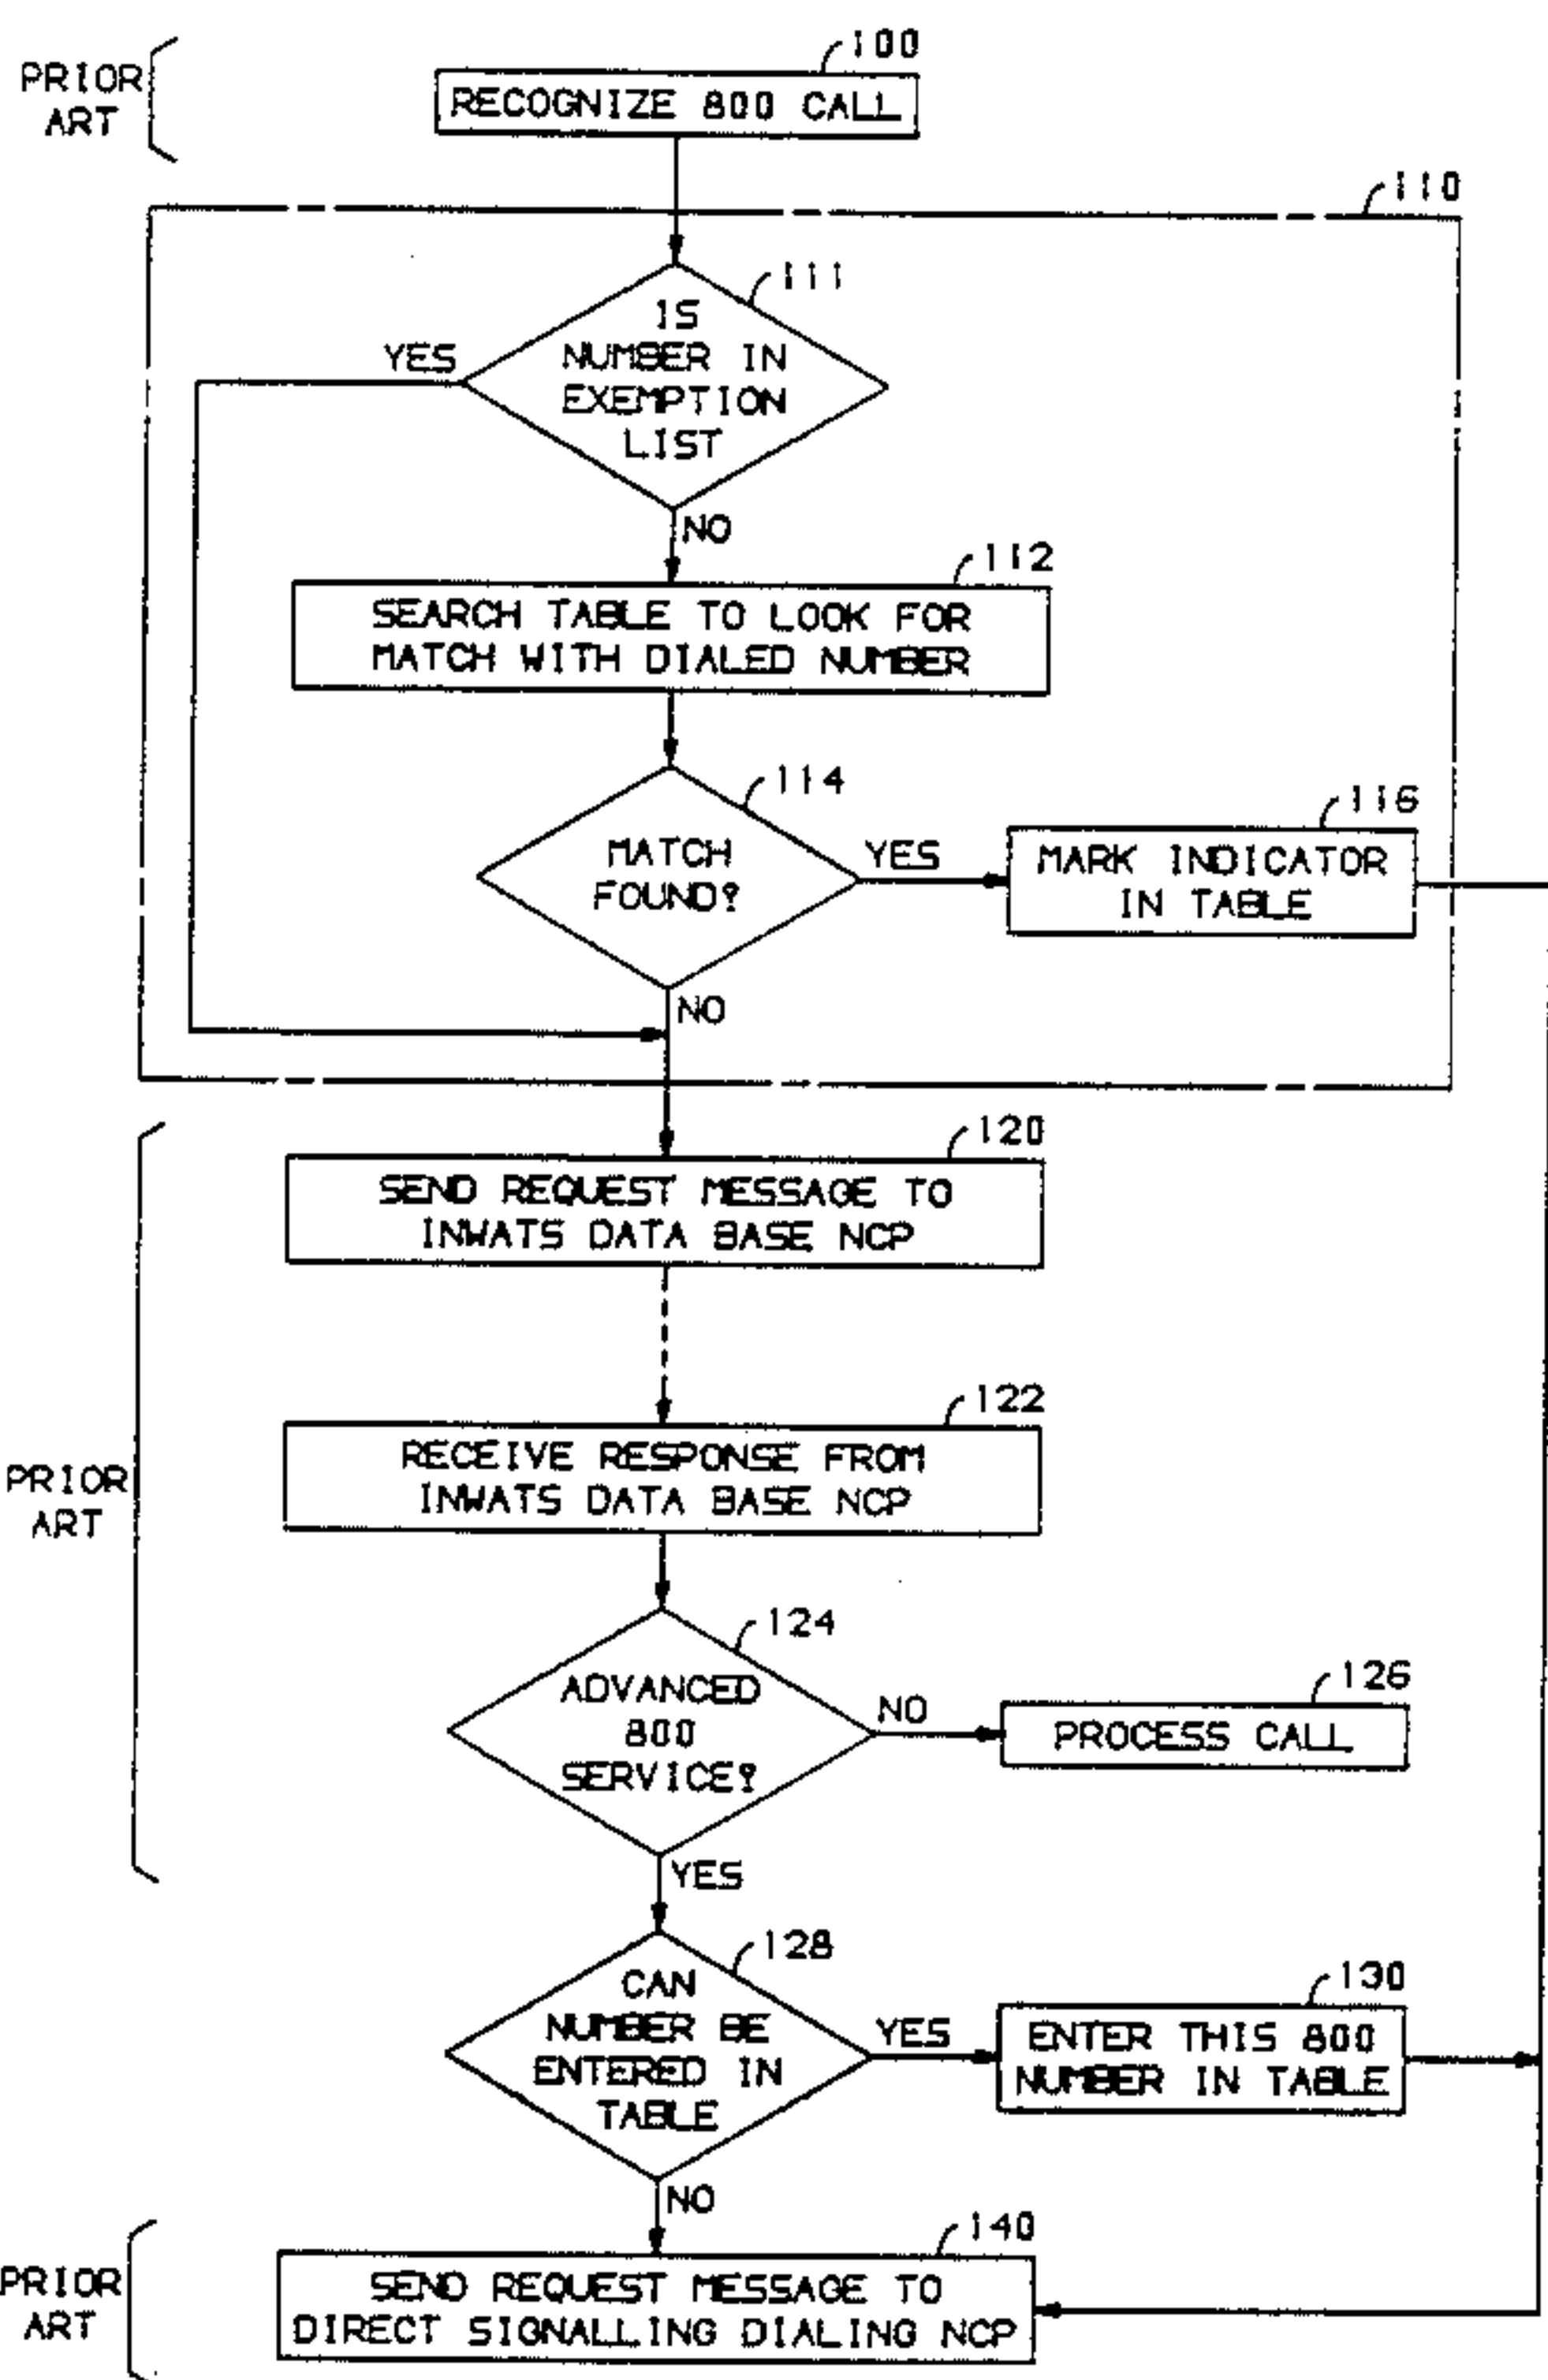 100
PRIOR
ART
RECOGNIZE 800 CALL
110
111
IS
NUMBER IN
EXEMPTION
LIST
YES
NO
112
SEARCH TABLE TO LOOK FOR
MATCH WITH DIALED NUMBER
114
MATCH
FOUND?
YES
116
MARK INDICATOR
IN TABLE
NO
120
SEND REQUEST MESSAGE TO
INWATS DATA BASE NCP
122
RECEIVE RESPONSE FROM
INWATS DATA BASE NCP
PRIOR
ART
124
ADVANCED
800
SERVICE?
NO
126
PROCESS CALL
YES
128
CAN
NUMBER BE
ENTERED IN
TABLE
YES
130
ENTER THIS 800
NUMBER IN TABLE
NO
140
PRIOR
ART
SEND REQUEST MESSAGE TO
DIRECT SIGNALLING DIALING NCP